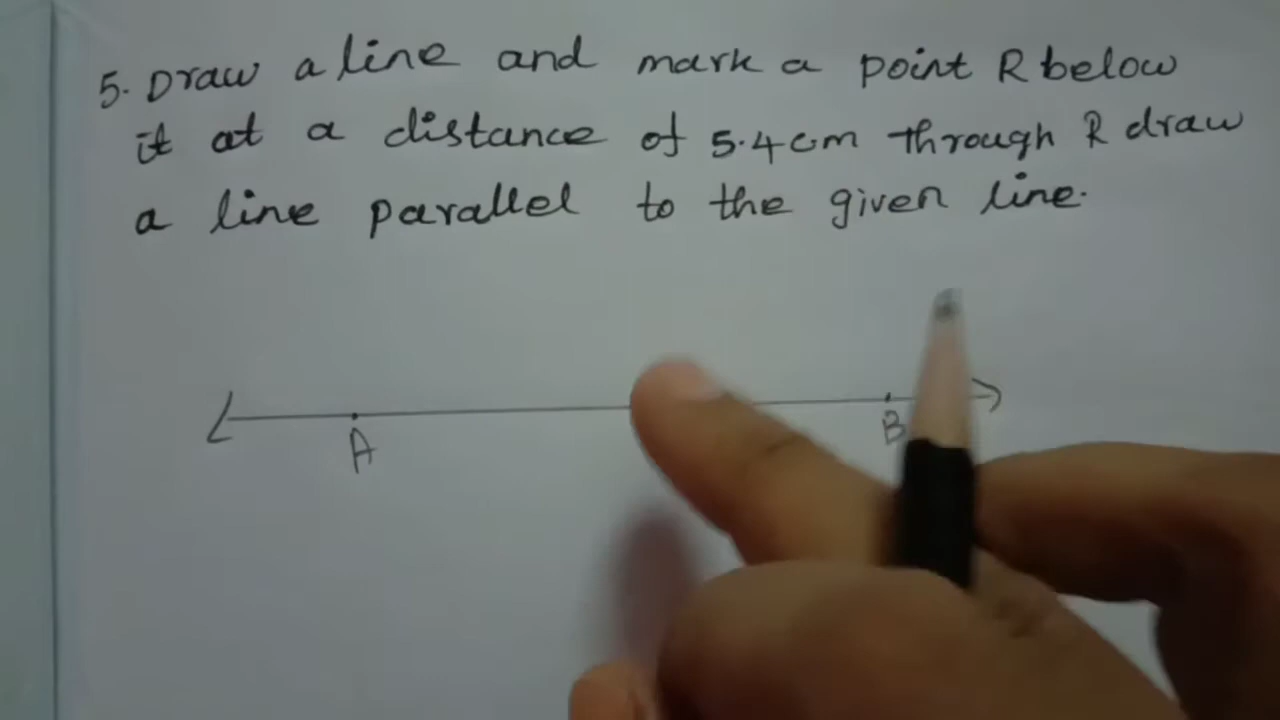 5. Draw a line and mark a point R below
it at a distance of 5.4 cm through R draw
a line parallel to the given line.
A
B